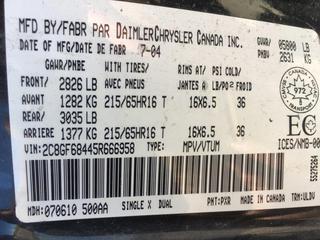 MFD BY/FABR PAR DAIMLERCHRYSLER CANADA INC.
DATE OF MFG/DATE DE FABR 7-04 GVWR/PNBV 05800 LB 2631 KG
GAWR/PNBE WITH TIRES/AVEC PNEUS RIMS AT/JANTES A PSI COLD/LB/PO2 FROID
FRONT/AVANT 2826 LB
1282 KG 215/65HR16 T 16X6.5 36
REAR/ARRIERE 3035 LB
1377 KG 215/65HR16 T 16X6.5 36
VIN: 2C8GF68445R666958 TYPE: MPV/VTUM
CANADA
972
TRANSPORT
EC
ICES/NMB-00
MDH: 070610 500AA SINGLE X DUAL
PNT: PXR MADE IN CANADA TRM: ULDV